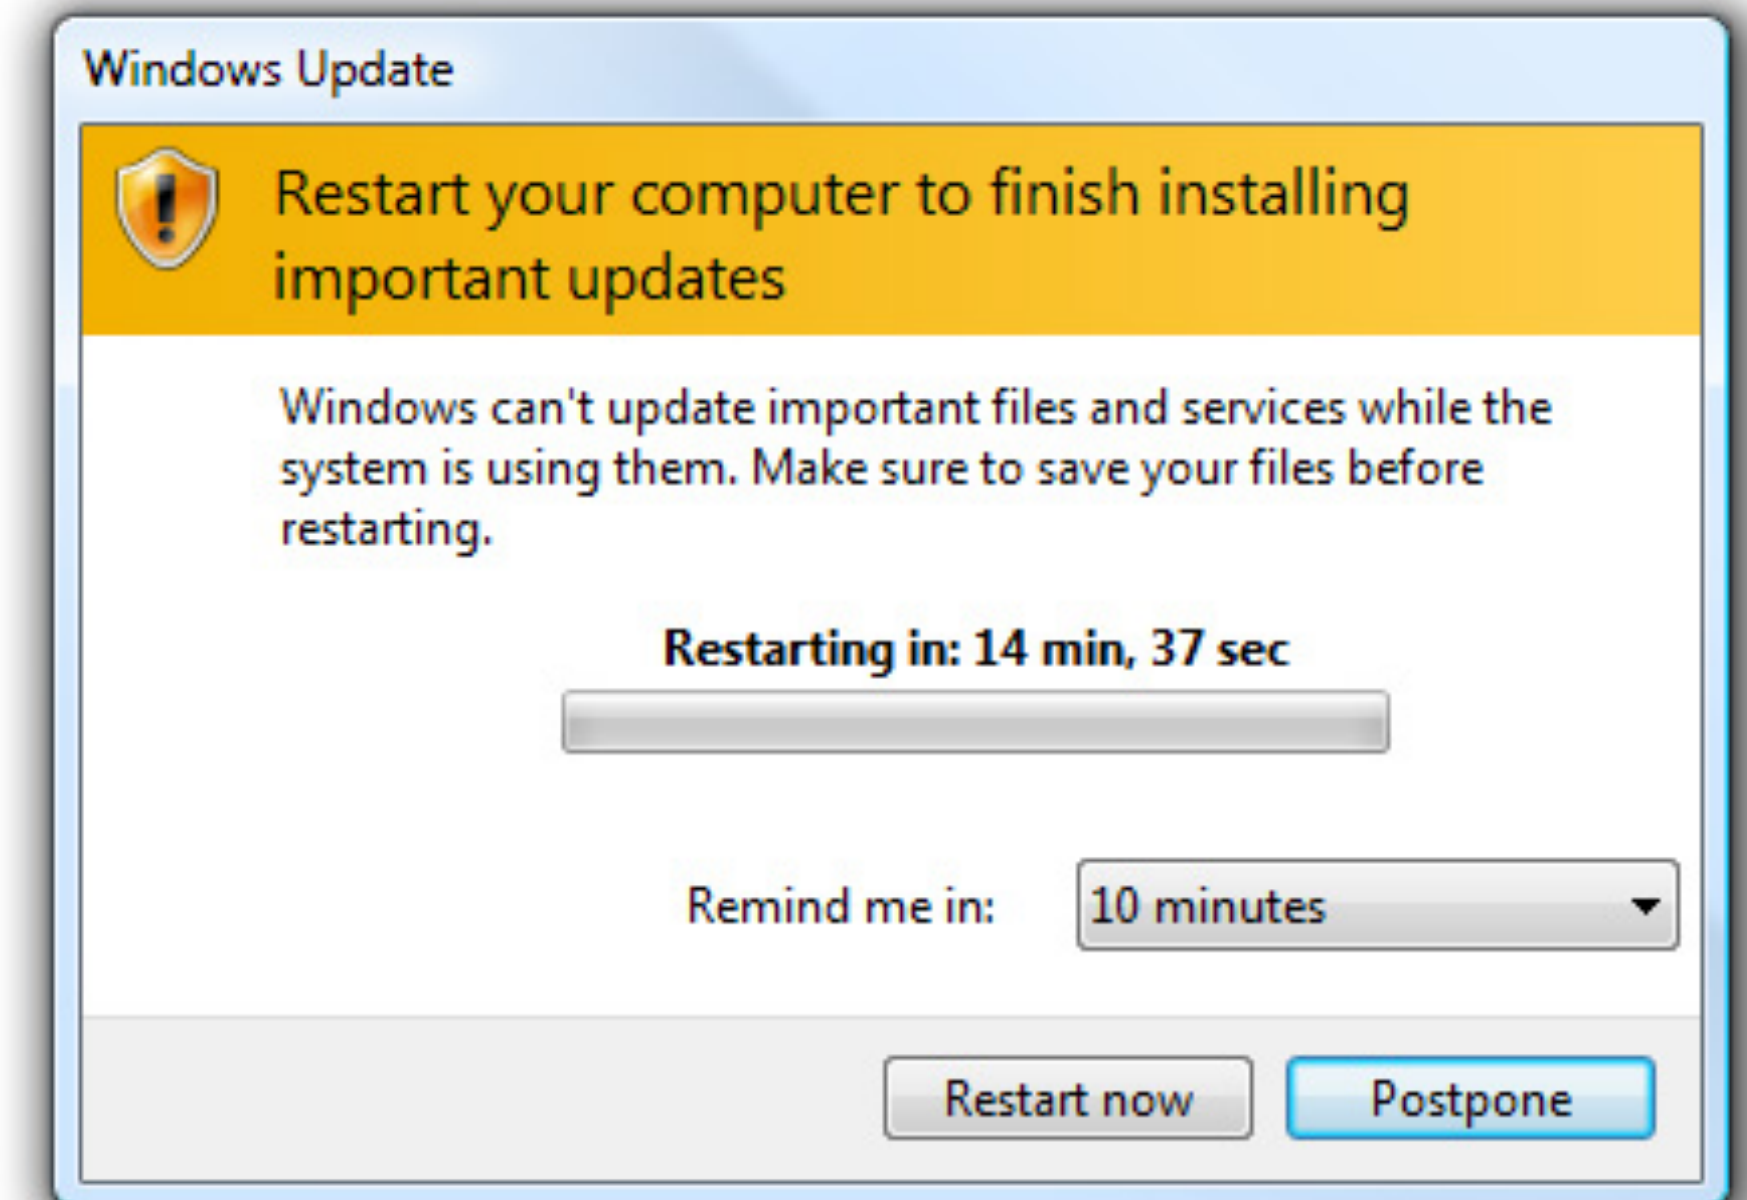 Windows Update
Restart your computer to finish installing
important updates
Windows can't update important files and services while the
system is using them. Make sure to save your files before
restarting.
Restarting in: 14 min, 37 sec
Remind me in: 10 minutes
Restart now Postpone